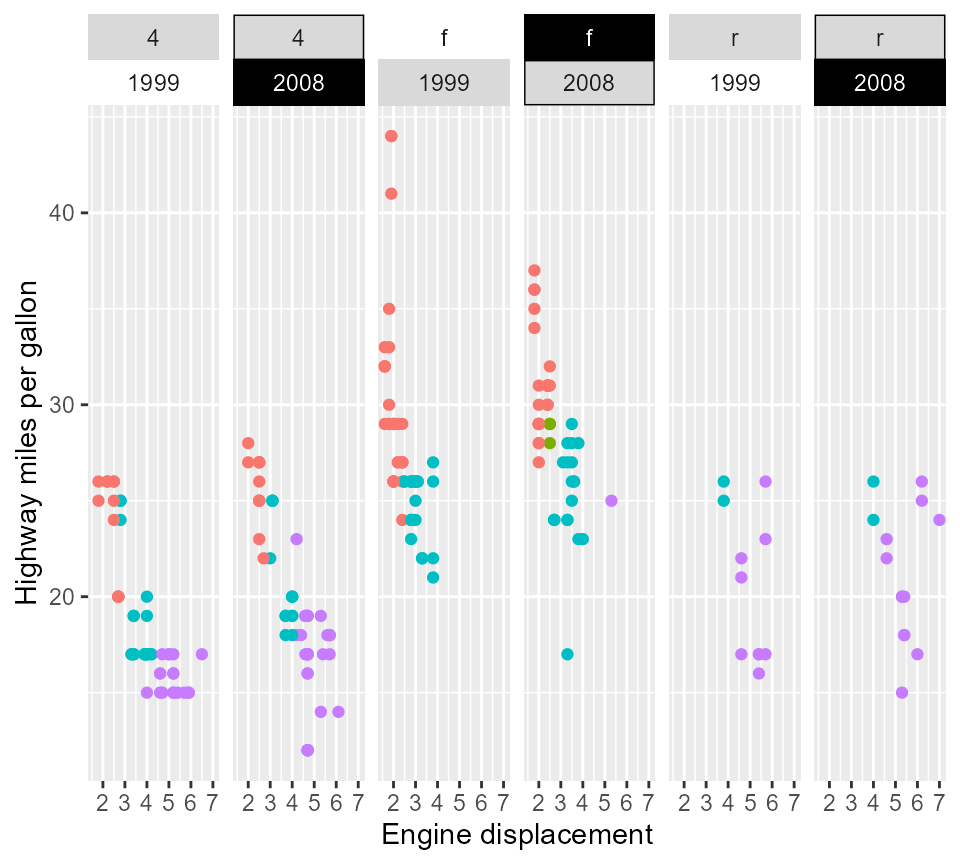 4 4 f f r r
1999 2008 1999 2008 1999 2008
40
30
20
Highway miles per gallon
2 3 4 5 6 7 2 3 4 5 6 7 2 3 4 5 6 7 2 3 4 5 6 7 2 3 4 5 6 7 2 3 4 5 6 7
Engine displacement